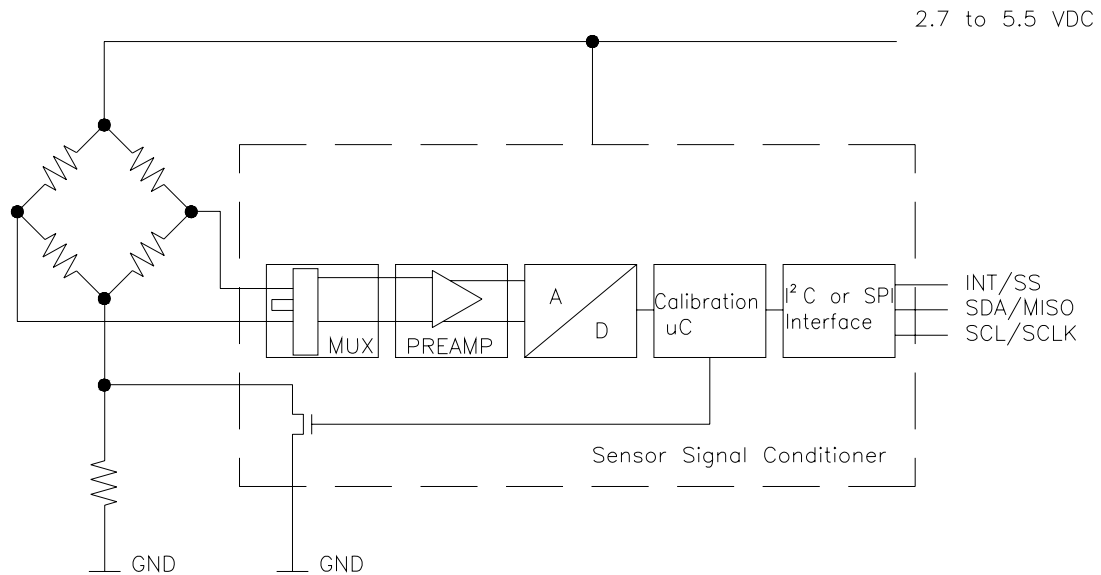 2.7 to 5.5 VDC
MUX
PREAMP
A
D
Calibration
uC
I²C or SPI
Interface
INT/SS
SDA/MISO
SCL/SCLK
Sensor Signal Conditioner
GND
GND